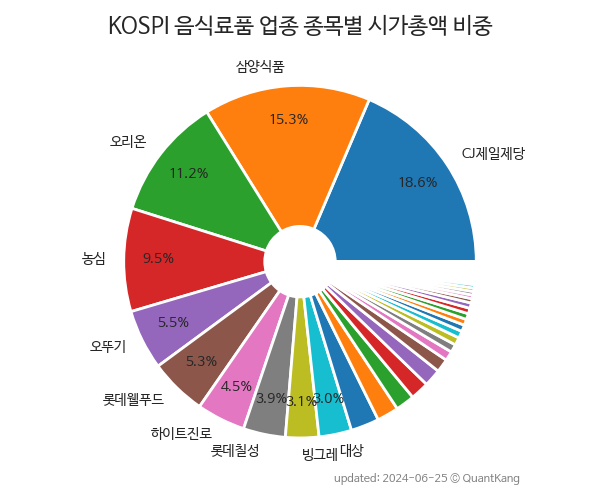 KOSPI 음식료품 업종 종목별 시가총액 비중
삼양식품
15.3%
오리온
11.2%
CJ제일제당
18.6%
농심
9.5%
오뚜기
5.5%
롯데웰푸드
5.3%
하이트진로
4.5%
롯데칠성
3.9%
빙그레
3.1%
대상
3.0%
updated: 2024-06-25 © QuantKang